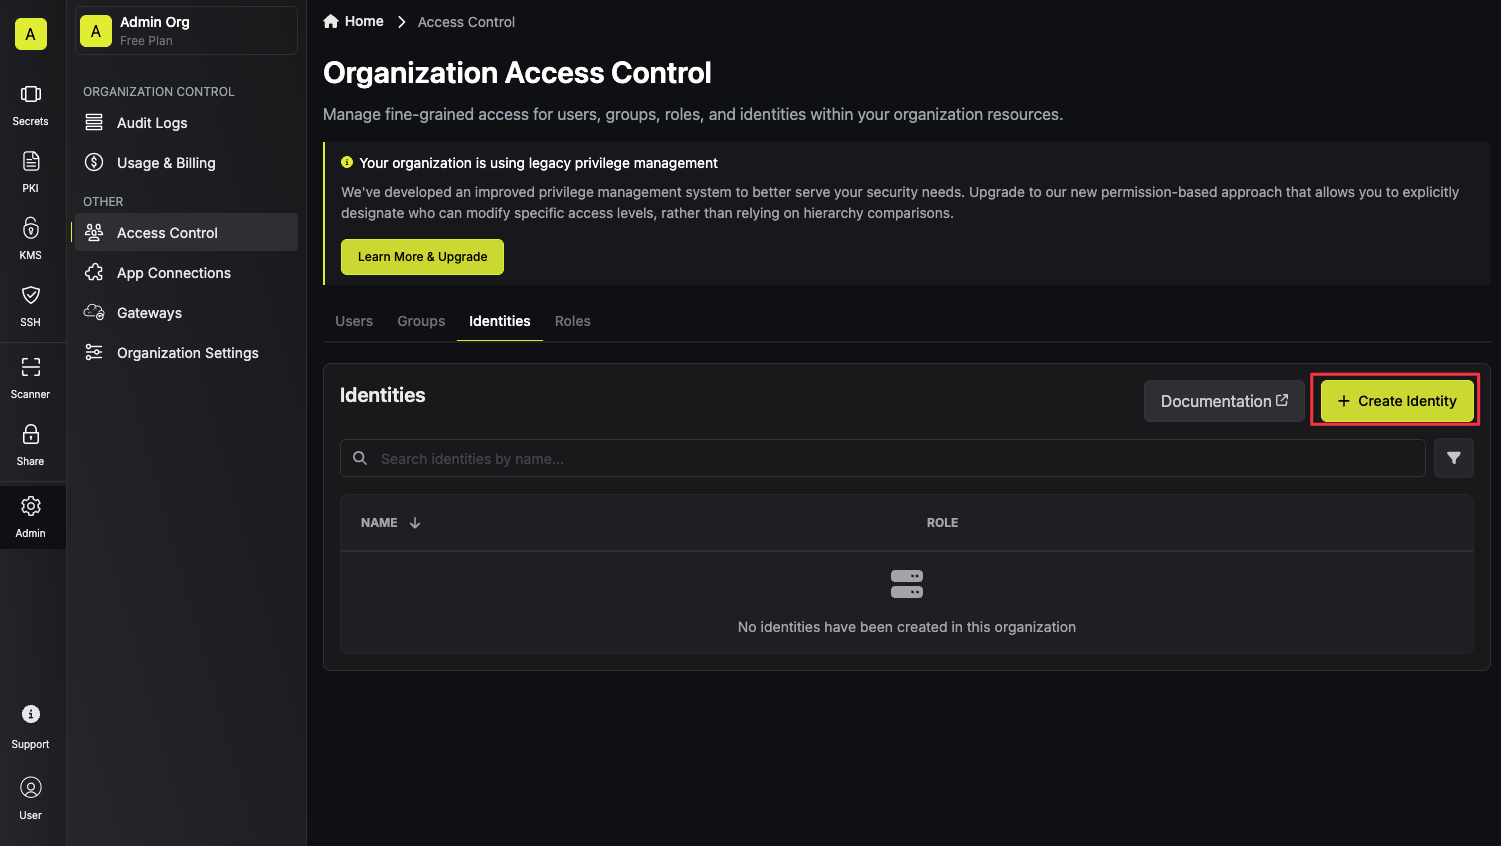 A
Secrets
PKI
KMS
SSH
Scanner
Share
Admin
Support
User
A
Admin Org
Free Plan
ORGANIZATION CONTROL
Audit Logs
Usage & Billing
OTHER
Access Control
App Connections
Gateways
Organization Settings
Home > Access Control
Organization Access Control
Manage fine-grained access for users, groups, roles, and identities within your organization resources.
Your organization is using legacy privilege management
We've developed an improved privilege management system to better serve your security needs. Upgrade to our new permission-based approach that allows you to explicitly
designate who can modify specific access levels, rather than relying on hierarchy comparisons.
Learn More & Upgrade
Users Groups Identities Roles
Identities
Documentation
+ Create Identity
Search identities by name...
NAME ROLE
No identities have been created in this organization